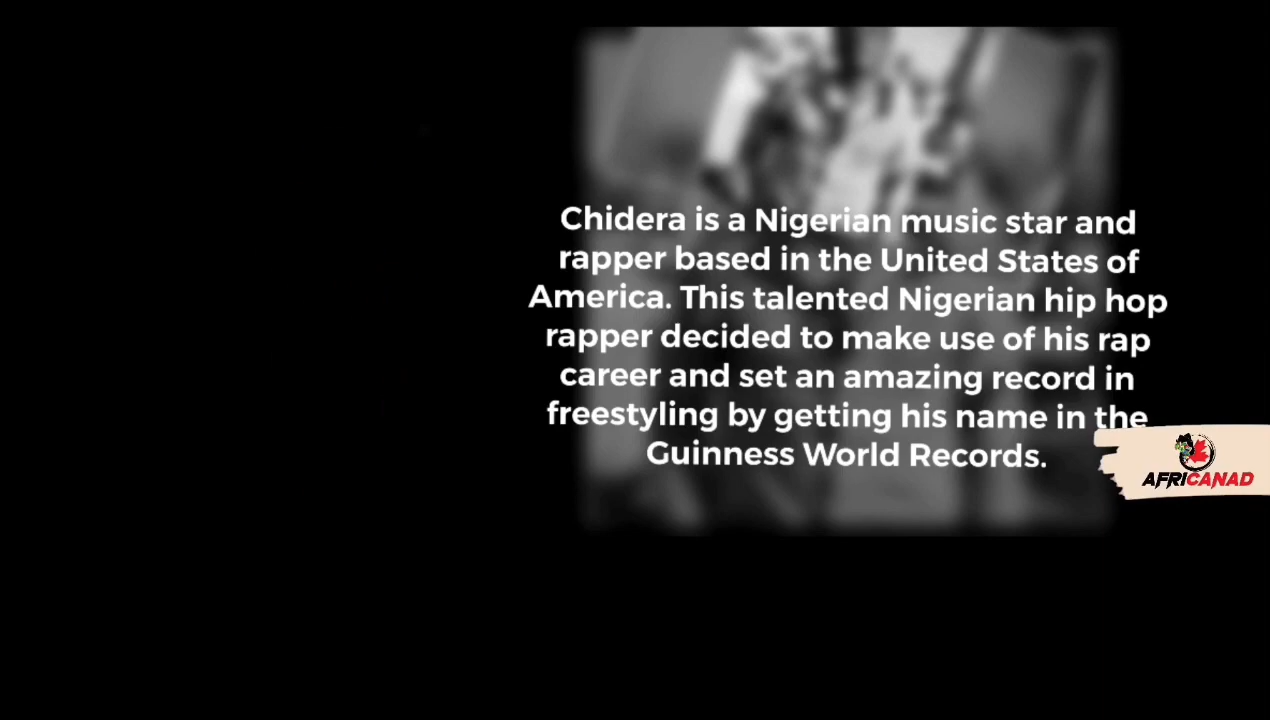 Chidera is a Nigerian music star and
rapper based in the United States of
America. This talented Nigerian hip hop
rapper decided to make use of his rap
career and set an amazing record in
freestyling by getting his name in the
Guinness World Records.
AFRICANAD